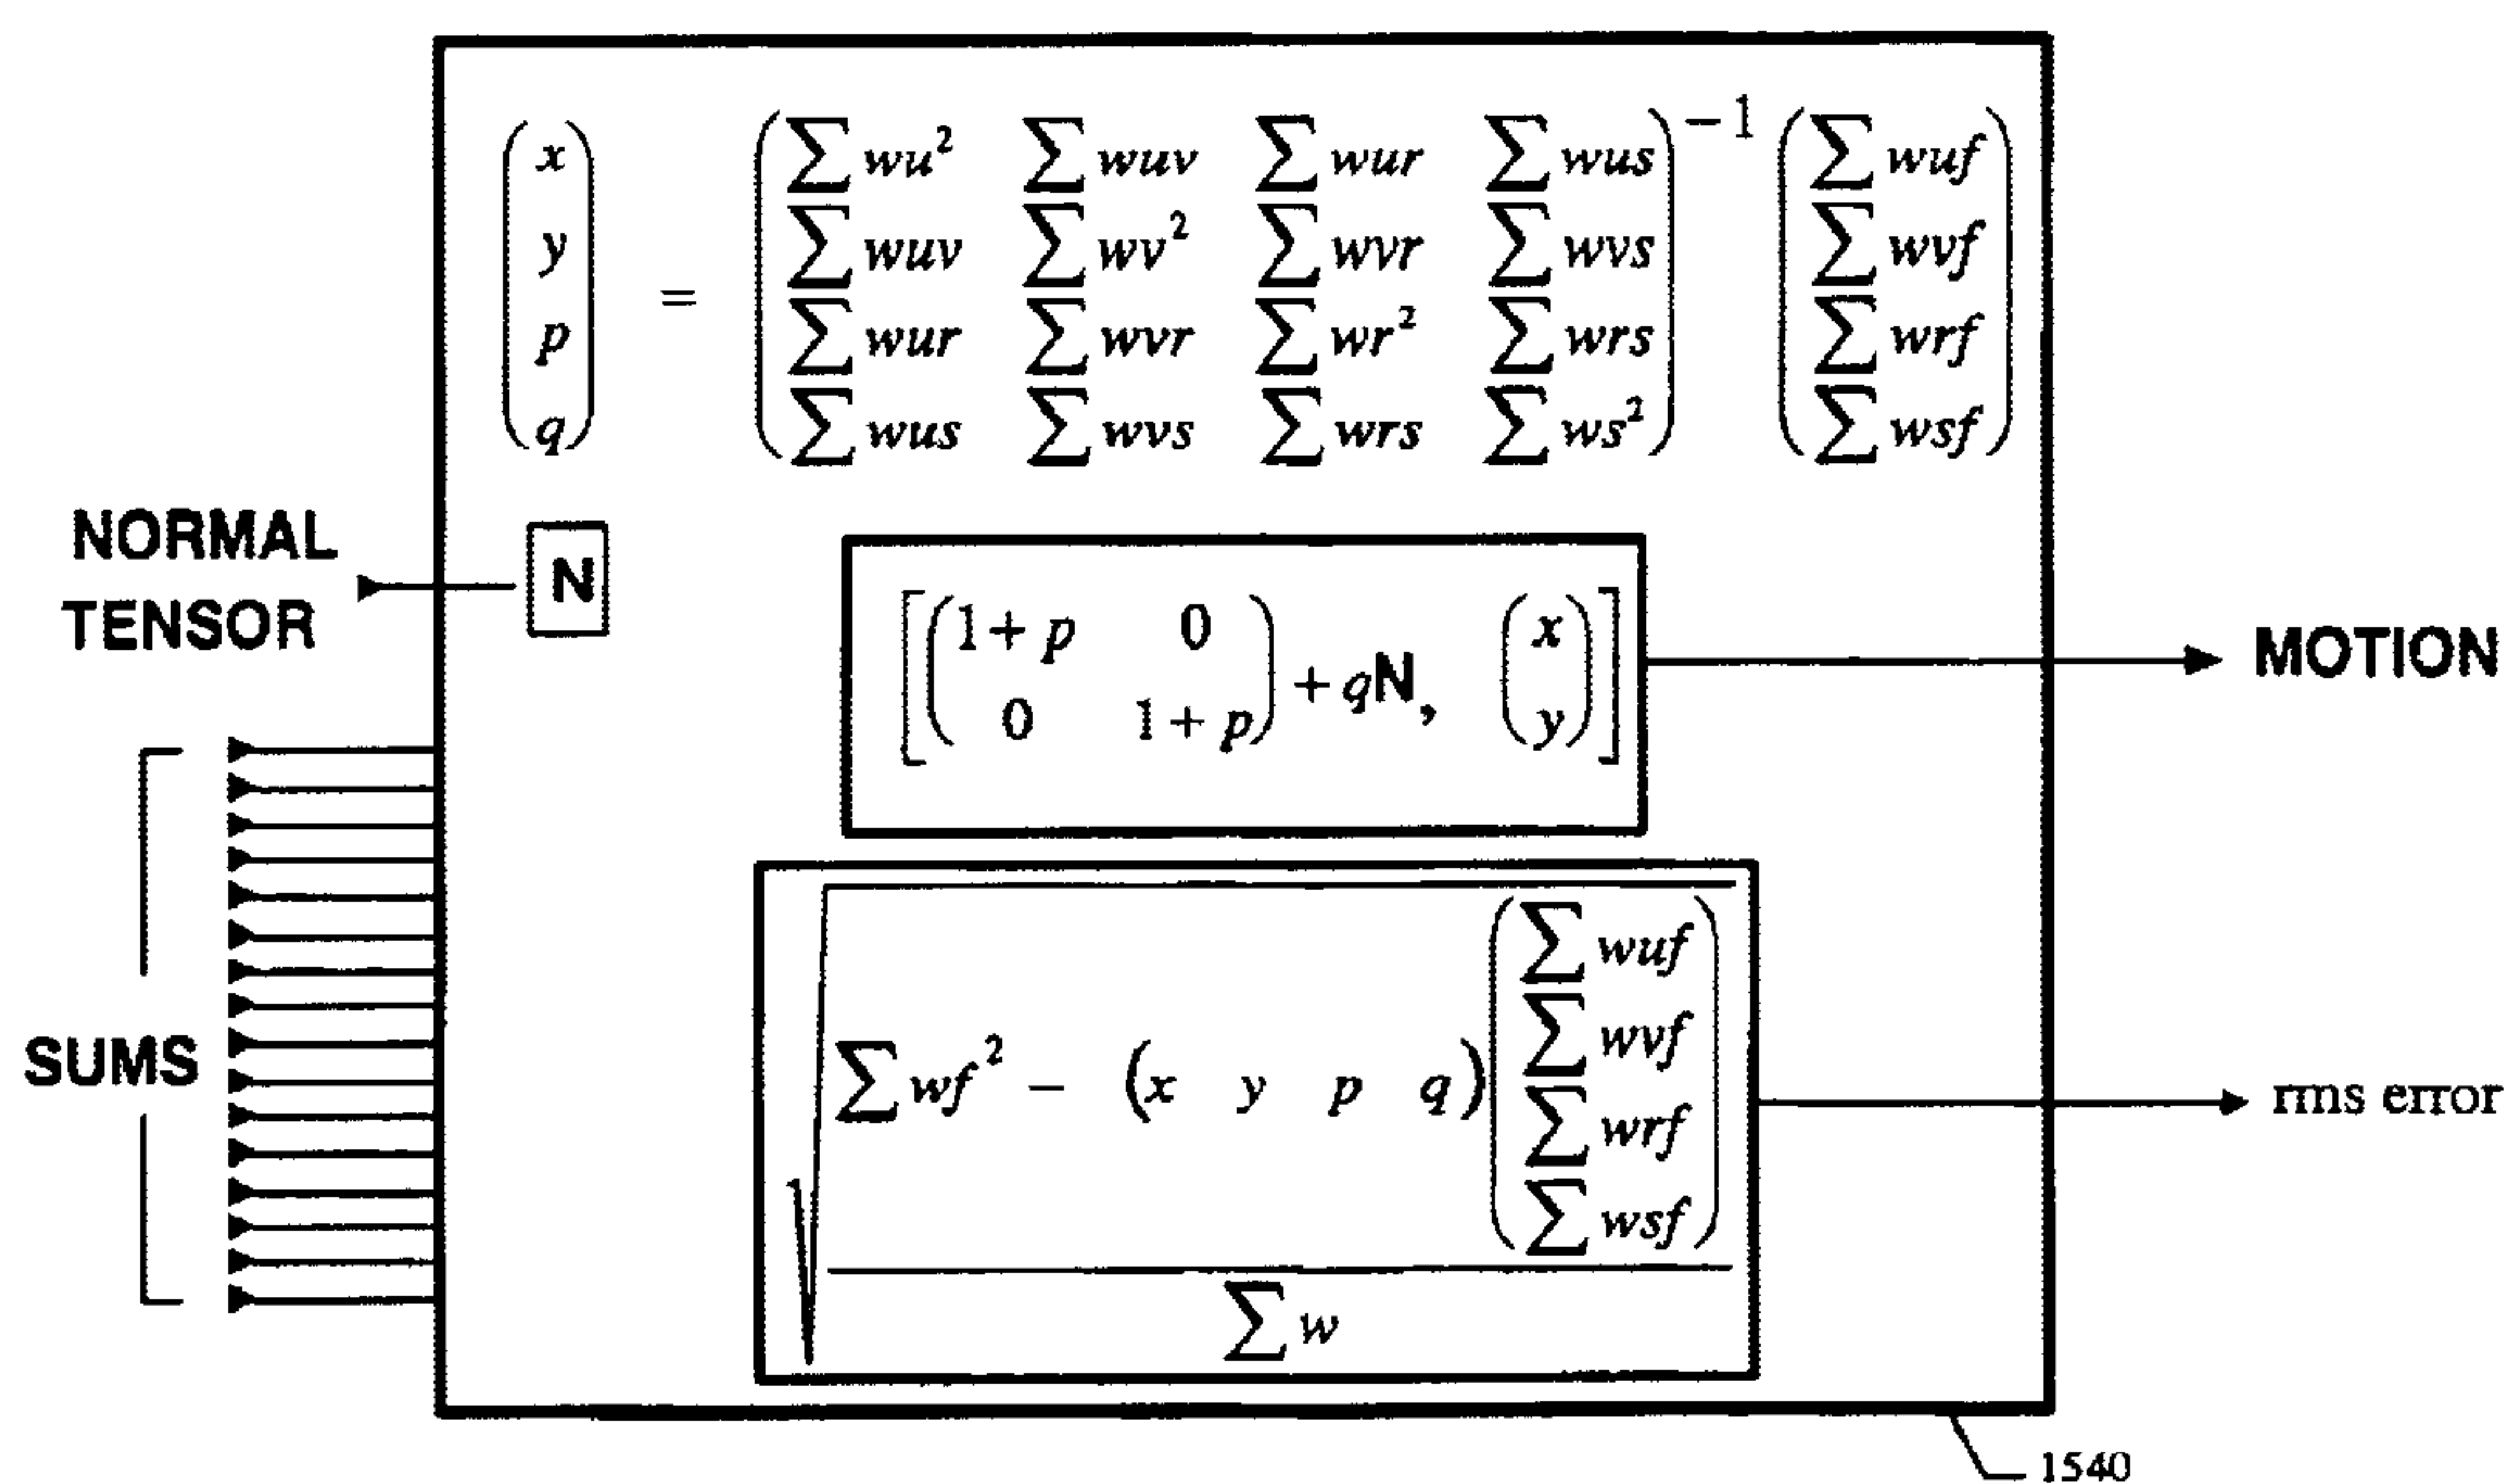 x
y
p
q
=
( ∑wu² ∑wuv ∑wur ∑wus )⁻¹ ( ∑wuf )
( ∑wuv ∑wv² ∑wvr ∑wvs ) ( ∑wvf )
( ∑wur ∑wvr ∑wr² ∑wrs ) ( ∑wrf )
( ∑wus ∑wvs ∑wrs ∑ws² ) ( ∑wsf )
NORMAL
TENSOR
N
[( 1 + p 0 ) + qN, ( x )]
[( 0 1 + p ) ( y )]
MOTION
SUMS
∑wf² − (x y p q)
∑wuf
∑wvf
∑wrf
∑wsf
∑w
rms error
1540